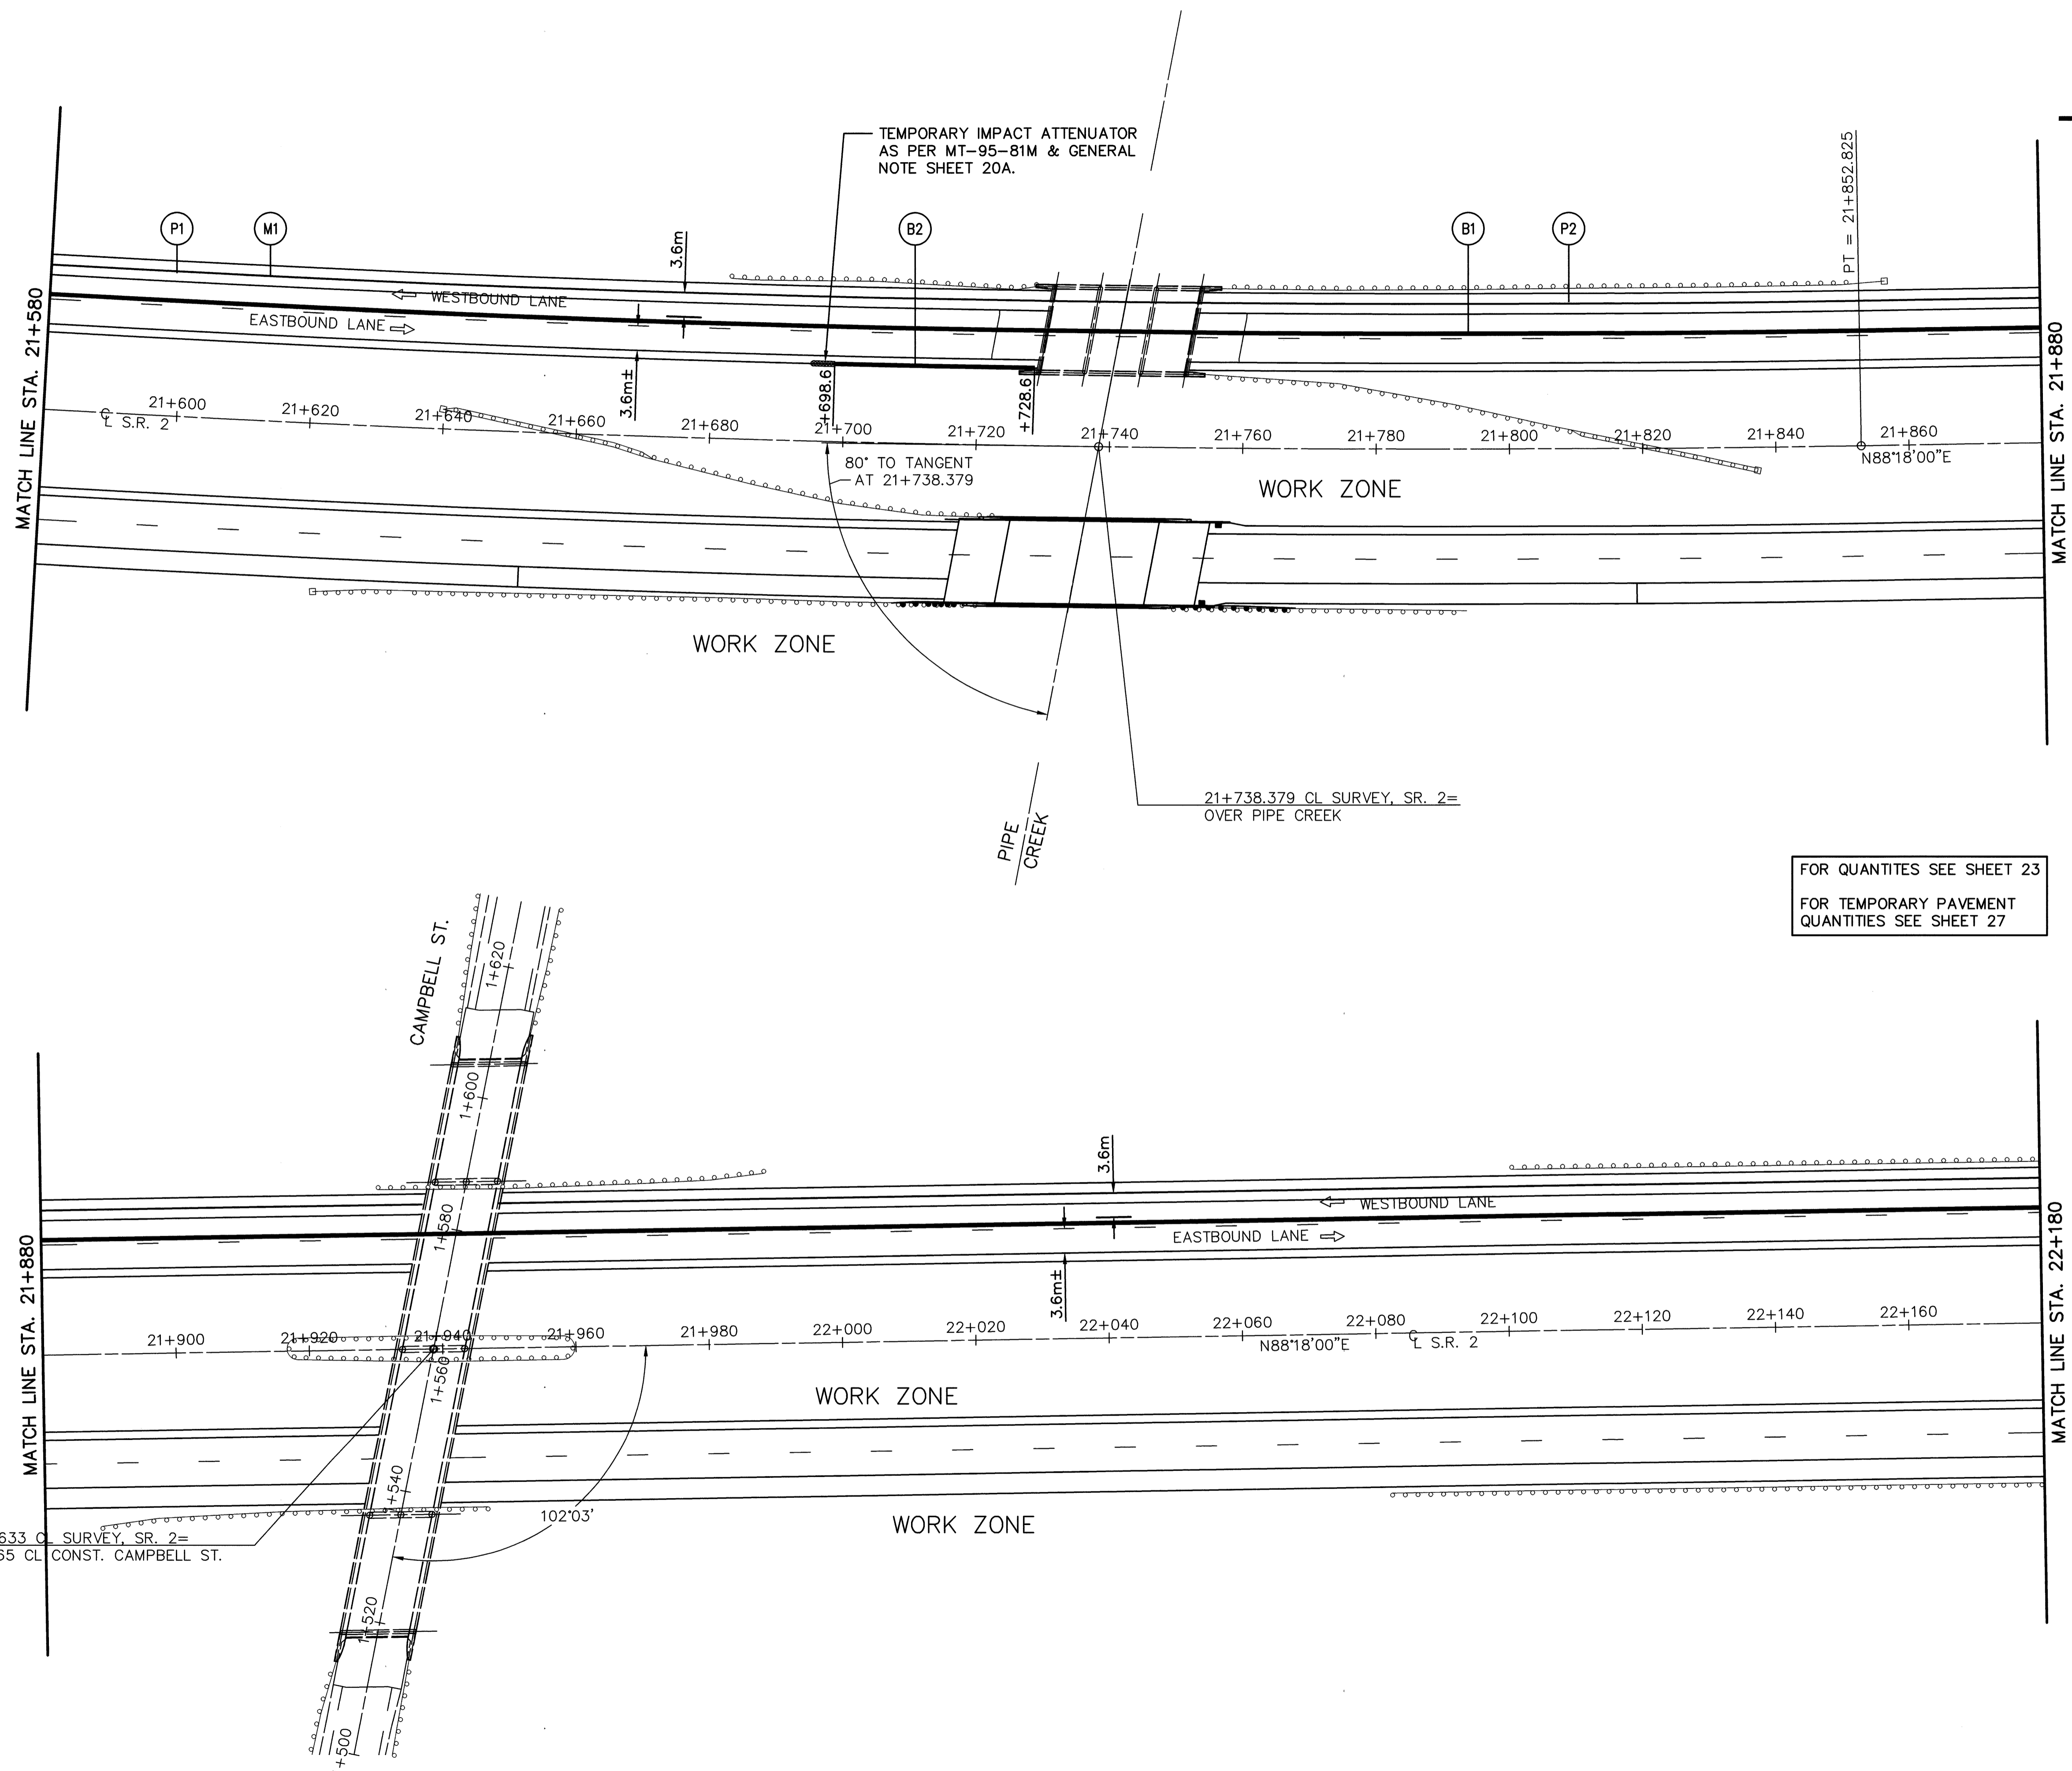 TEMPORARY IMPACT ATTENUATOR
AS PER MT-95-81M & GENERAL
NOTE SHEET 20A.
PT = 21+852.825
P1
M1
B2
B1
P2
3.6m
WESTBOUND LANE
EASTBOUND LANE
MATCH LINE STA. 21+580
MATCH LINE STA. 21+880
3.6m±
+698.6
+728.6
℄ S.R. 2
21+600
21+620
21+640
21+660
21+680
21+700
21+720
21+740
21+760
21+780
21+800
21+820
21+840
21+860
N88°18'00"E
80° TO TANGENT
AT 21+738.379
WORK ZONE
WORK ZONE
21+738.379 CL SURVEY, SR. 2=
OVER PIPE CREEK
PIPE
CREEK
FOR QUANTITES SEE SHEET 23
FOR TEMPORARY PAVEMENT
QUANTITIES SEE SHEET 27
CAMPBELL ST.
1+620
1+600
1+580
1+560
1+540
1+520
+500
3.6m
WESTBOUND LANE
EASTBOUND LANE
3.6m±
MATCH LINE STA. 21+880
MATCH LINE STA. 22+180
21+900
21+920
21+940
21+960
21+980
22+000
22+020
22+040
22+060
22+080
22+100
22+120
22+140
22+160
N88°18'00"E
℄ S.R. 2
WORK ZONE
102°03'
WORK ZONE
633 CL SURVEY, SR. 2=
65 CL CONST. CAMPBELL ST.